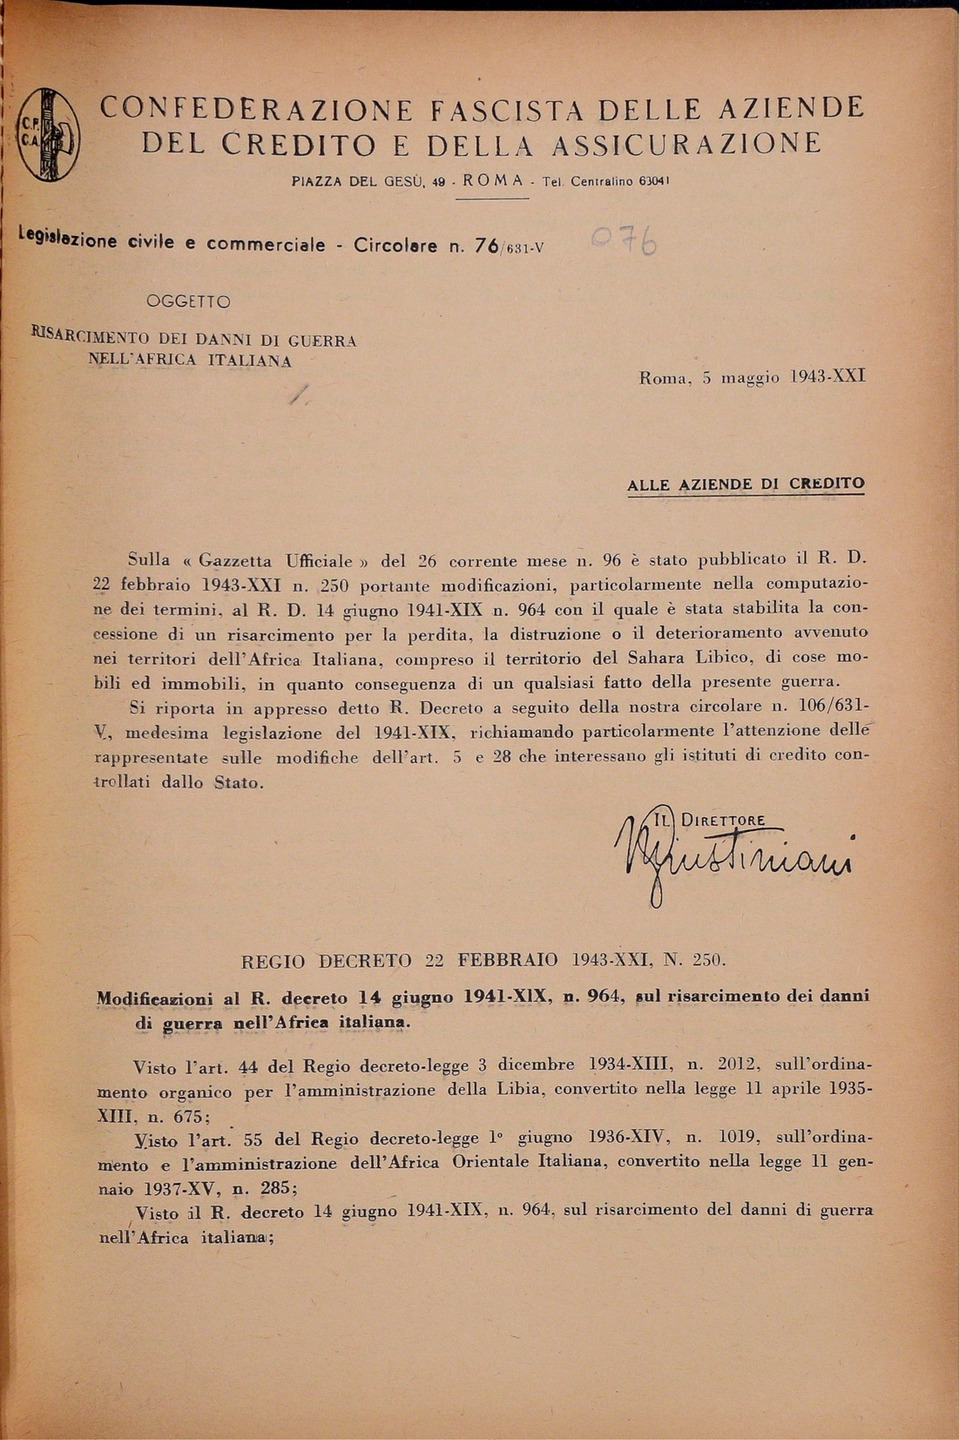 C.F.
C.A.
CONFEDERAZIONE FASCISTA DELLE AZIENDE
DEL CREDITO E DELLA ASSICURAZIONE
PIAZZA DEL GESÙ, 49 - ROMA - Tel. Centralino 63041
Legislazione civile e commerciale - Circolare n. 76/631-V 076
OGGETTO
RISARCIMENTO DEI DANNI DI GUERRA
NELL'AFRICA ITALIANA
Roma, 5 maggio 1943-XXI
ALLE AZIENDE DI CREDITO
Sulla « Gazzetta Ufficiale » del 26 corrente mese n. 96 è stato pubblicato il R. D.
22 febbraio 1943-XXI n. 250 portante modificazioni, particolarmente nella computazio-
ne dei termini, al R. D. 14 giugno 1941-XIX n. 964 con il quale è stata stabilita la con-
cessione di un risarcimento per la perdita, la distruzione o il deterioramento avvenuto
nei territori dell'Africa Italiana, compreso il territorio del Sahara Libico, di cose mo-
bili ed immobili, in quanto conseguenza di un qualsiasi fatto della presente guerra.
Si riporta in appresso detto R. Decreto a seguito della nostra circolare n. 106/631-
V, medesima legislazione del 1941-XIX, richiamando particolarmente l'attenzione delle
rappresentate sulle modifiche dell'art. 5 e 28 che interessano gli istituti di credito con-
trollati dallo Stato.
IL DIRETTORE
Giustiniani
REGIO DECRETO 22 FEBBRAIO 1943-XXI, N. 250.
Modificazioni al R. decreto 14 giugno 1941-XIX, n. 964, sul risarcimento dei danni
di guerra nell'Africa italiana.
Visto l'art. 44 del Regio decreto-legge 3 dicembre 1934-XIII, n. 2012, sull'ordina-
mento organico per l'amministrazione della Libia, convertito nella legge 11 aprile 1935-
XIII, n. 675;
Visto l'art. 55 del Regio decreto-legge 1° giugno 1936-XIV, n. 1019, sull'ordina-
mento e l'amministrazione dell'Africa Orientale Italiana, convertito nella legge 11 gen-
naio 1937-XV, n. 285;
Visto il R. decreto 14 giugno 1941-XIX, n. 964, sul risarcimento del danni di guerra
nell'Africa italiana;